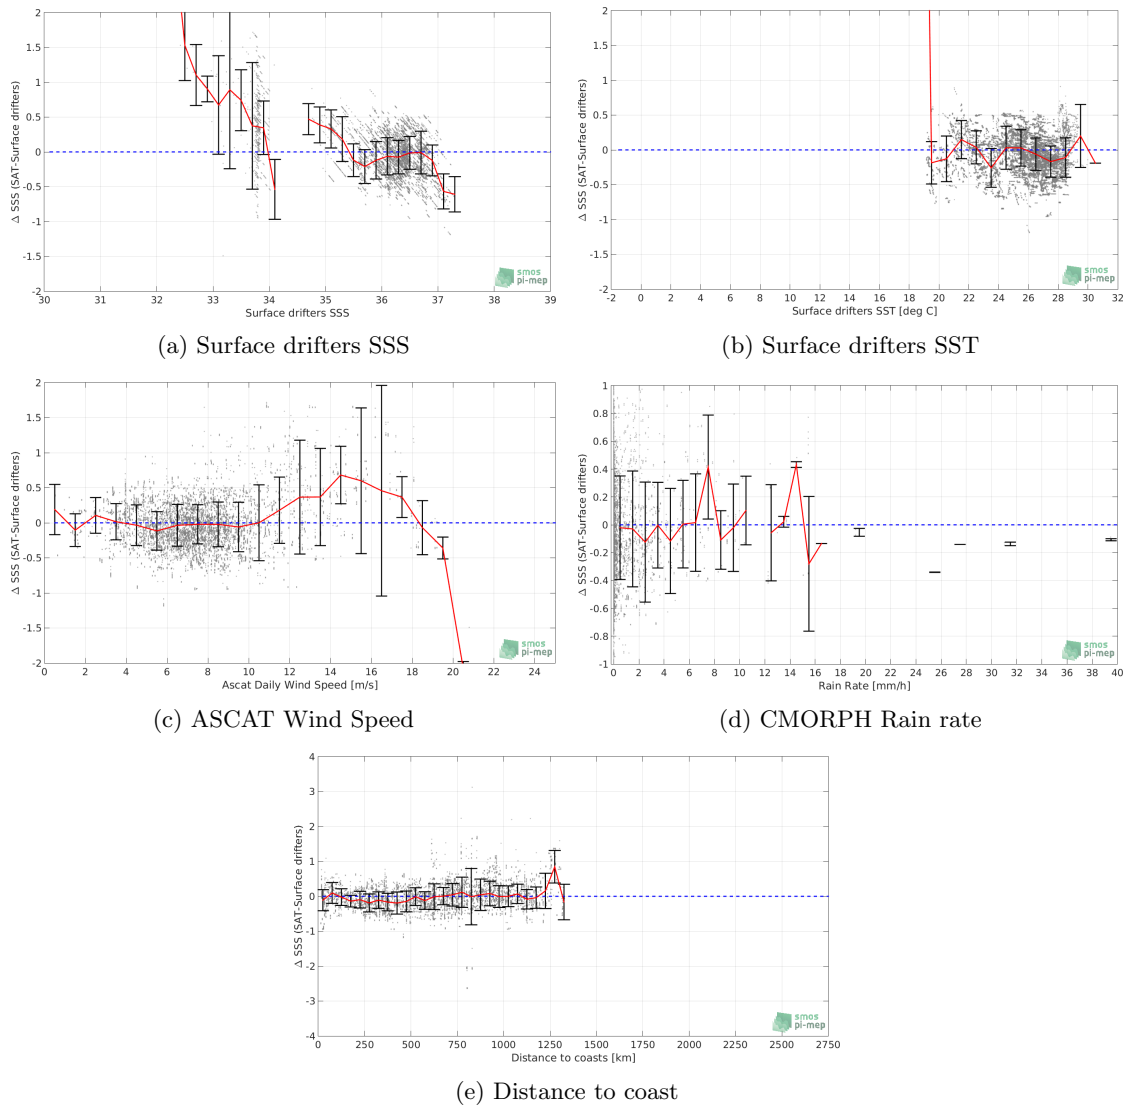 Δ SSS (SAT-Surface drifters)
2
1.5
1
0.5
0
-0.5
-1
-1.5
-2
30 31 32 33 34 35 36 37 38 39
Surface drifters SSS
smos
pi-mep
(a) Surface drifters SSS
Δ SSS (SAT-Surface drifters)
2
1.5
1
0.5
0
-0.5
-1
-1.5
-2
-2 0 2 4 6 8 10 12 14 16 18 20 22 24 26 28 30 32
Surface drifters SST [deg C]
smos
pi-mep
(b) Surface drifters SST
Δ SSS (SAT-Surface drifters)
2
1.5
1
0.5
0
-0.5
-1
-1.5
-2
0 2 4 6 8 10 12 14 16 18 20 22 24
Ascat Daily Wind Speed [m/s]
smos
pi-mep
(c) ASCAT Wind Speed
Δ SSS (SAT-Surface drifters)
1
0.8
0.6
0.4
0.2
0
-0.2
-0.4
-0.6
-0.8
-1
0 2 4 6 8 10 12 14 16 18 20 22 24 26 28 30 32 34 36 38 40
Rain Rate [mm/h]
smos
pi-mep
(d) CMORPH Rain rate
Δ SSS (SAT-Surface drifters)
4
3
2
1
0
-1
-2
-3
-4
0 250 500 750 1000 1250 1500 1750 2000 2250 2500 2750
Distance to coasts [km]
smos
pi-mep
(e) Distance to coast